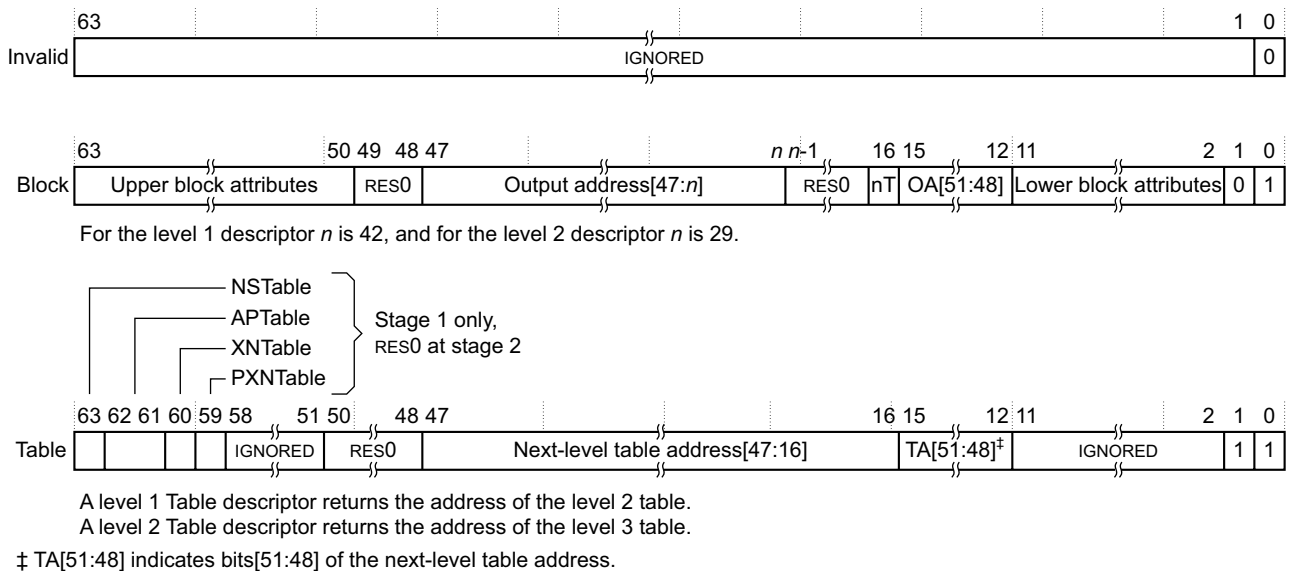 63 1 0
Invalid IGNORED 0
63 50 49 48 47 n n-1 16 15 12 11 2 1 0
Block Upper block attributes RES0 Output address[47:n] RES0 nT OA[51:48] Lower block attributes 0 1
For the level 1 descriptor n is 42, and for the level 2 descriptor n is 29.
NSTable
APTable
XNTable
PXNTable
Stage 1 only,
RES0 at stage 2
63 62 61 60 59 58 51 50 48 47 16 15 12 11 2 1 0
Table IGNORED RES0 Next-level table address[47:16] TA[51:48]‡ IGNORED 1 1
A level 1 Table descriptor returns the address of the level 2 table.
A level 2 Table descriptor returns the address of the level 3 table.
‡ TA[51:48] indicates bits[51:48] of the next-level table address.